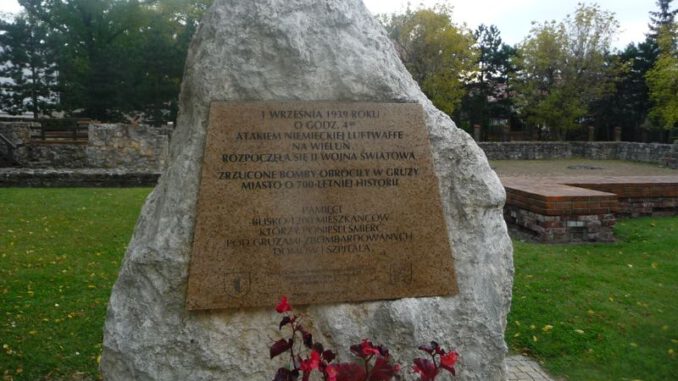 1 WRZEŚNIA 1939 ROKU
O GODZ. 4⁴⁰
ATAKIEM NIEMIECKIEJ LUFTWAFFE
NA WIELUŃ
ROZPOCZĘŁA SIĘ II WOJNA ŚWIATOWA
ZRZUCONE BOMBY OBRÓCIŁY W GRUZY
MIASTO O 700-LETNIEJ HISTORII
PAMIĘCI
BLISKO 1200 MIESZKAŃCÓW
KTÓRZY PONIEŚLI ŚMIERĆ
POD GRUZAMI ZBOMBARDOWANYCH
DOMÓW I SZPITALA.